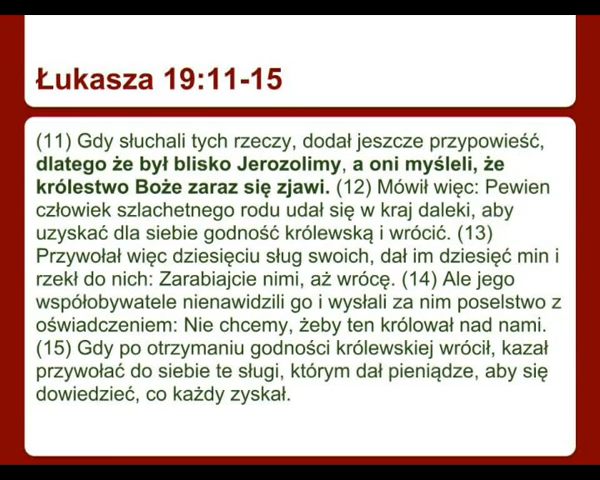 Łukasza 19:11-15
(11) Gdy słuchali tych rzeczy, dodał jeszcze przypowieść,
dlatego że był blisko Jerozolimy, a oni myśleli, że
królestwo Boże zaraz się zjawi. (12) Mówił więc: Pewien
człowiek szlachetnego rodu udał się w kraj daleki, aby
uzyskać dla siebie godność królewską i wrócić. (13)
Przywołał więc dziesięciu sług swoich, dał im dziesięć min i
rzekł do nich: Zarabiajcie nimi, aż wrócę. (14) Ale jego
współobywatele nienawidzili go i wysłali za nim poselstwo z
oświadczeniem: Nie chcemy, żeby ten królował nad nami.
(15) Gdy po otrzymaniu godności królewskiej wrócił, kazał
przywołać do siebie te sługi, którym dał pieniądze, aby się
dowiedzieć, co każdy zyskał.